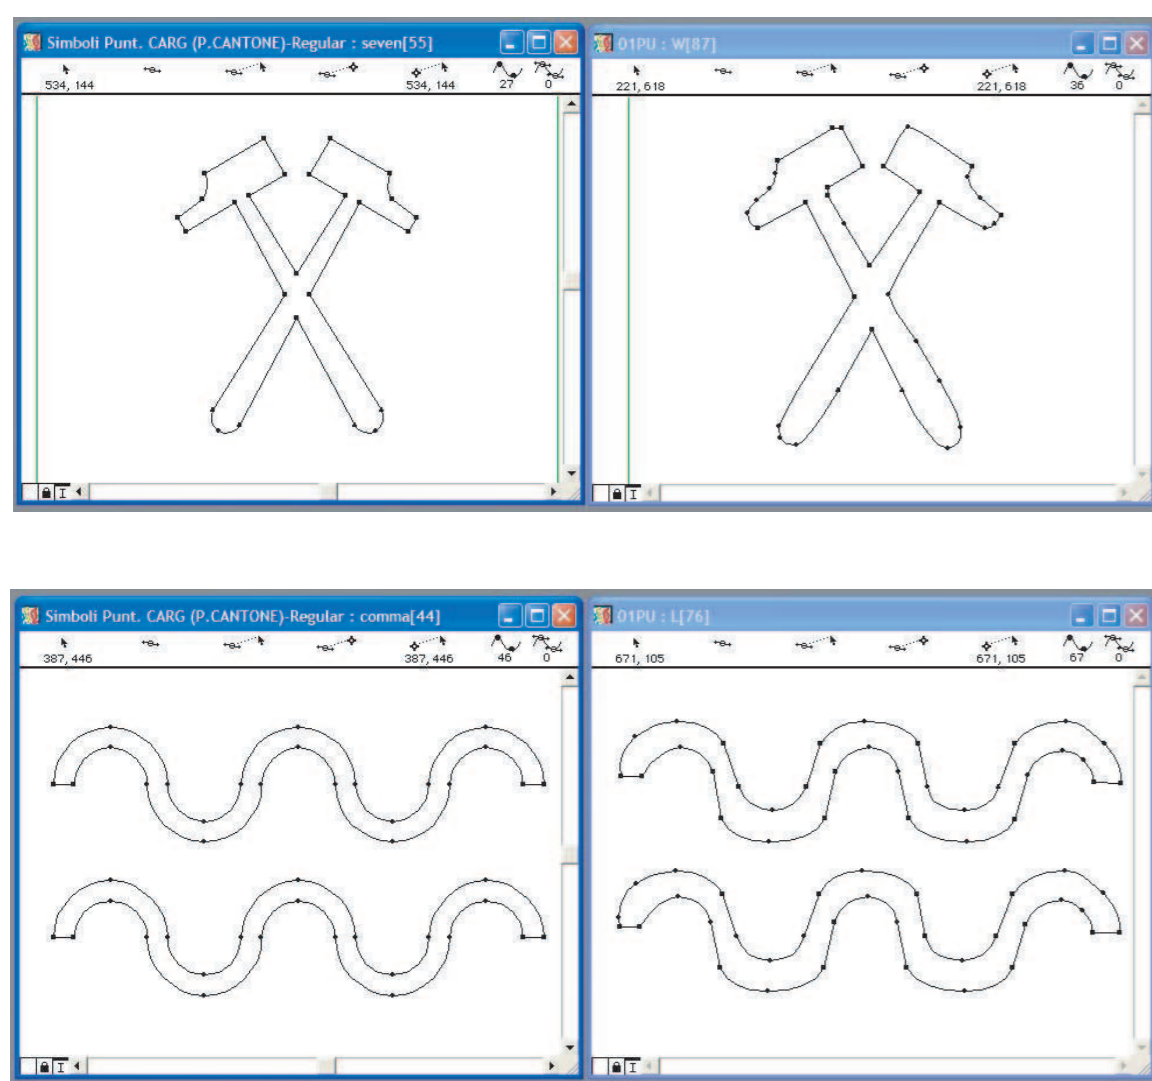 Simboli Punt. CARG (P.CANTONE)-Regular : seven[55]
534, 144 534, 144 27 0
01PU : W[87]
221, 618 221, 618 36 0
Simboli Punt. CARG (P.CANTONE)-Regular : comma[44]
387, 446 387, 446 46 0
01PU : L[76]
671, 105 671, 105 67 0